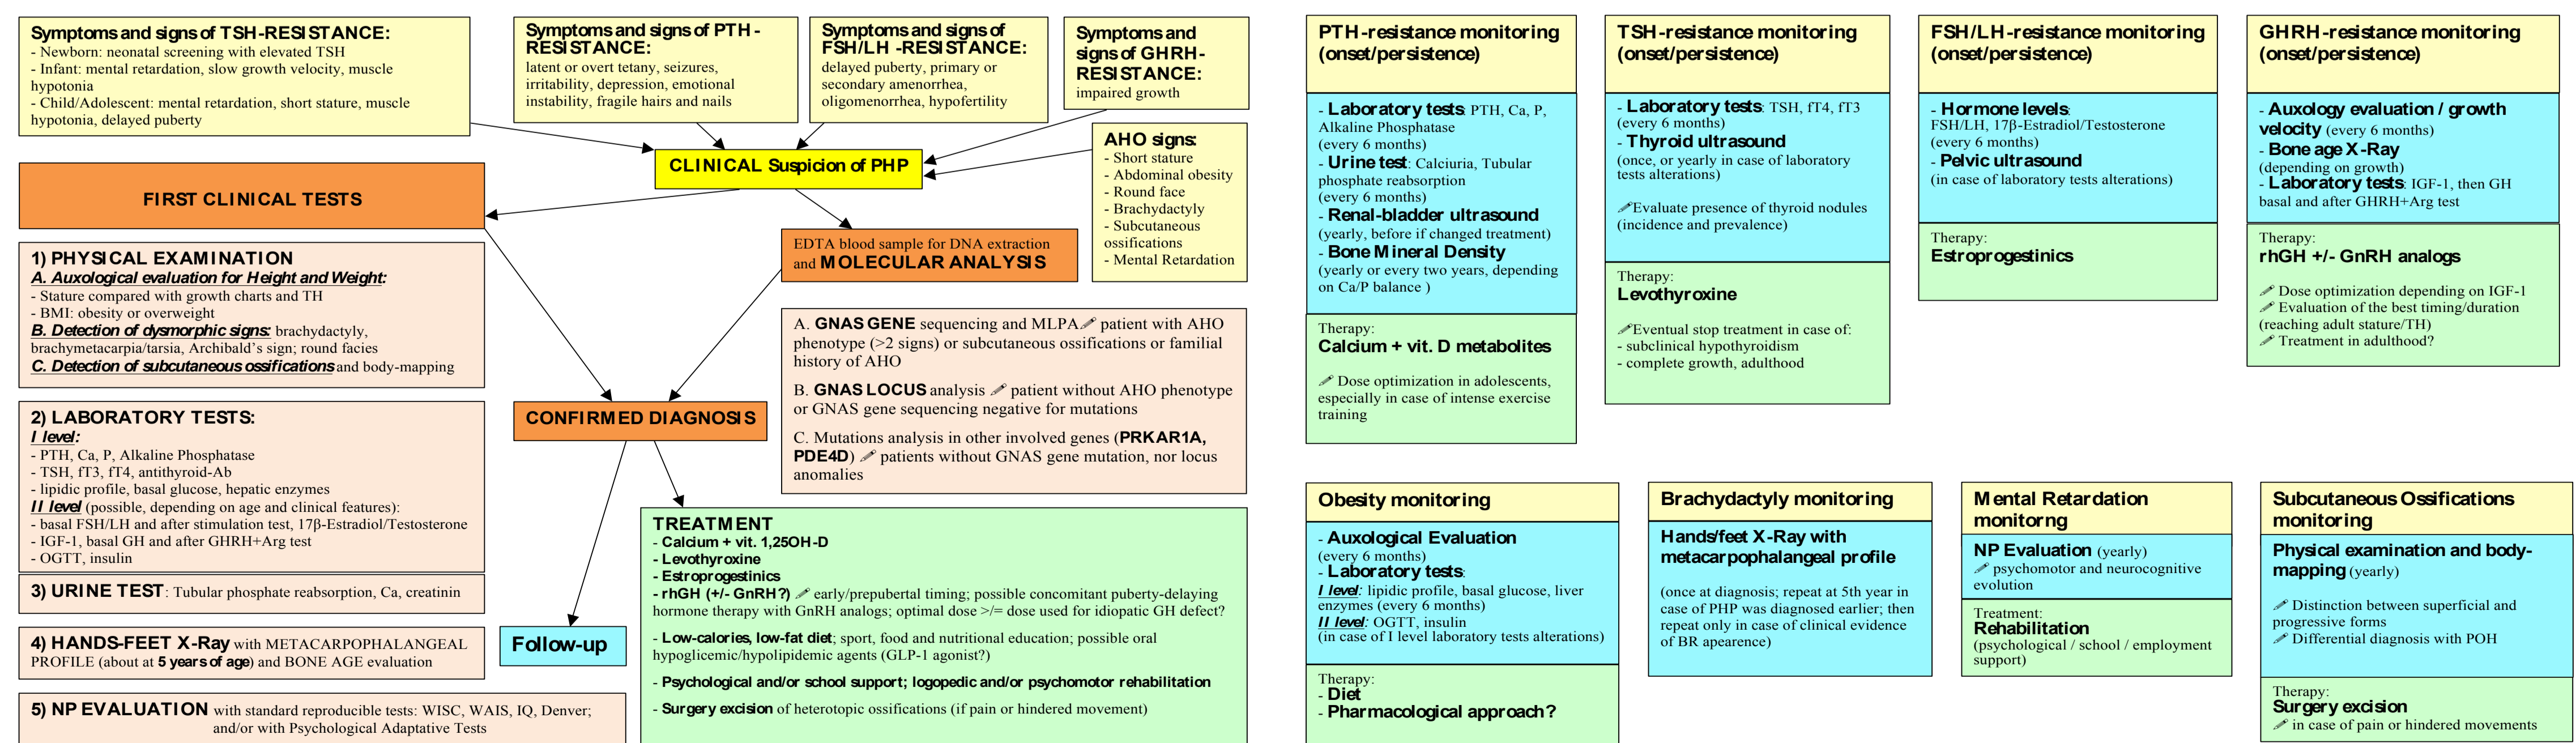 Symptoms and signs of TSH-RESISTANCE:
- Newborn: neonatal screening with elevated TSH
- Infant: mental retardation, slow growth velocity, muscle
hypotonia
- Child/Adolescent: mental retardation, short stature, muscle
hypotonia, delayed puberty
Symptoms and signs of PTH -
RESISTANCE:
latent or overt tetany, seizures,
irritability, depression, emotional
instability, fragile hairs and nails
Symptoms and signs of
FSH/LH -RESISTANCE:
delayed puberty, primary or
secondary amenorrhea,
oligomenorrhea, hypofertility
Symptoms and
signs of GHRH-
RESISTANCE:
impaired growth
AHO signs:
- Short stature
- Abdominal obesity
- Round face
- Brachydactyly
- Subcutaneous
ossifications
- Mental Retardation
CLINICAL Suspicion of PHP
FIRST CLINICAL TESTS
EDTA blood sample for DNA extraction
and MOLECULAR ANALYSIS
1) PHYSICAL EXAMINATION
A. Auxological evaluation for Height and Weight:
- Stature compared with growth charts and TH
- BMI: obesity or overweight
B. Detection of dysmorphic signs: brachydactyly,
brachymetacarpia/tarsia, Archibald's sign; round facies
C. Detection of subcutaneous ossifications and body-mapping
A. GNAS GENE sequencing and MLPA patient with AHO
phenotype (>2 signs) or subcutaneous ossifications or familial
history of AHO
B. GNAS LOCUS analysis patient without AHO phenotype
or GNAS gene sequencing negative for mutations
C. Mutations analysis in other involved genes (PRKAR1A,
PDE4D) patients without GNAS gene mutation, nor locus
anomalies
CONFIRMED DIAGNOSIS
2) LABORATORY TESTS:
I level:
- PTH, Ca, P, Alkaline Phosphatase
- TSH, fT3, fT4, antithyroid-Ab
- lipidic profile, basal glucose, hepatic enzymes
II level (possible, depending on age and clinical features):
- basal FSH/LH and after stimulation test, 17β-Estradiol/Testosterone
- IGF-1, basal GH and after GHRH+Arg test
- OGTT, insulin
3) URINE TEST: Tubular phosphate reabsorption, Ca, creatinin
4) HANDS-FEET X-Ray with METACARPOPHALANGEAL
PROFILE (about at 5 years of age) and BONE AGE evaluation
5) NP EVALUATION with standard reproducible tests: WISC, WAIS, IQ, Denver;
and/or with Psychological Adaptative Tests
Follow-up
TREATMENT
- Calcium + vit. 1,25OH-D
- Levothyroxine
- Estroprogestinics
- rhGH (+/- GnRH?) early/prepubertal timing; possible concomitant puberty-delaying
hormone therapy with GnRH analogs; optimal dose >/= dose used for idiopatic GH defect?
- Low-calories, low-fat diet; sport, food and nutritional education; possible oral
hypoglicemic/hypolipidemic agents (GLP-1 agonist?)
- Psychological and/or school support; logopedic and/or psychomotor rehabilitation
- Surgery excision of heterotopic ossifications (if pain or hindered movement)
PTH-resistance monitoring
(onset/persistence)
- Laboratory tests: PTH, Ca, P,
Alkaline Phosphatase
(every 6 months)
- Urine test: Calciuria, Tubular
phosphate reabsorption
(every 6 months)
- Renal-bladder ultrasound
(yearly, before if changed treatment)
- Bone Mineral Density
(yearly or every two years, depending
on Ca/P balance )
Therapy:
Calcium + vit. D metabolites
Dose optimization in adolescents,
especially in case of intense exercise
training
TSH-resistance monitoring
(onset/persistence)
- Laboratory tests: TSH, fT4, fT3
(every 6 months)
- Thyroid ultrasound
(once, or yearly in case of laboratory
tests alterations)
Evaluate presence of thyroid nodules
(incidence and prevalence)
Therapy:
Levothyroxine
Eventual stop treatment in case of:
- subclinical hypothyroidism
- complete growth, adulthood
FSH/LH-resistance monitoring
(onset/persistence)
- Hormone levels:
FSH/LH, 17β-Estradiol/Testosterone
(every 6 months)
- Pelvic ultrasound
(in case of laboratory tests alterations)
Therapy:
Estroprogestinics
GHRH-resistance monitoring
(onset/persistence)
- Auxology evaluation / growth
velocity (every 6 months)
- Bone age X-Ray
(depending on growth)
- Laboratory tests: IGF-1, then GH
basal and after GHRH+Arg test
Therapy:
rhGH +/- GnRH analogs
Dose optimization depending on IGF-1
Evaluation of the best timing/duration
(reaching adult stature/TH)
Treatment in adulthood?
Obesity monitoring
- Auxological Evaluation
(every 6 months)
- Laboratory tests:
I level: lipidic profile, basal glucose, liver
enzymes (every 6 months)
II level: OGTT, insulin
(in case of I level laboratory tests alterations)
Therapy:
- Diet
- Pharmacological approach?
Brachydactyly monitoring
Hands/feet X-Ray with
metacarpophalangeal profile
(once at diagnosis; repeat at 5th year in
case of PHP was diagnosed earlier; then
repeat only in case of clinical evidence
of BR apearence)
Mental Retardation
monitorng
NP Evaluation (yearly)
psychomotor and neurocognitive
evolution
Treatment:
Rehabilitation
(psychological / school / employment
support)
Subcutaneous Ossifications
monitoring
Physical examination and body-
mapping (yearly)
Distinction between superficial and
progressive forms
Differential diagnosis with POH
Therapy:
Surgery excision
in case of pain or hindered movements